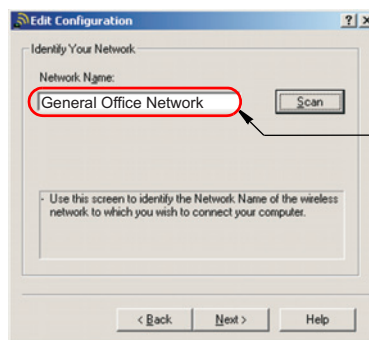 Edit Configuration
Identify Your Network
Network Name:
General Office Network
Scan
- Use this screen to identify the Network Name of the wireless
network to which you wish to connect your computer.
< Back
Next >
Help